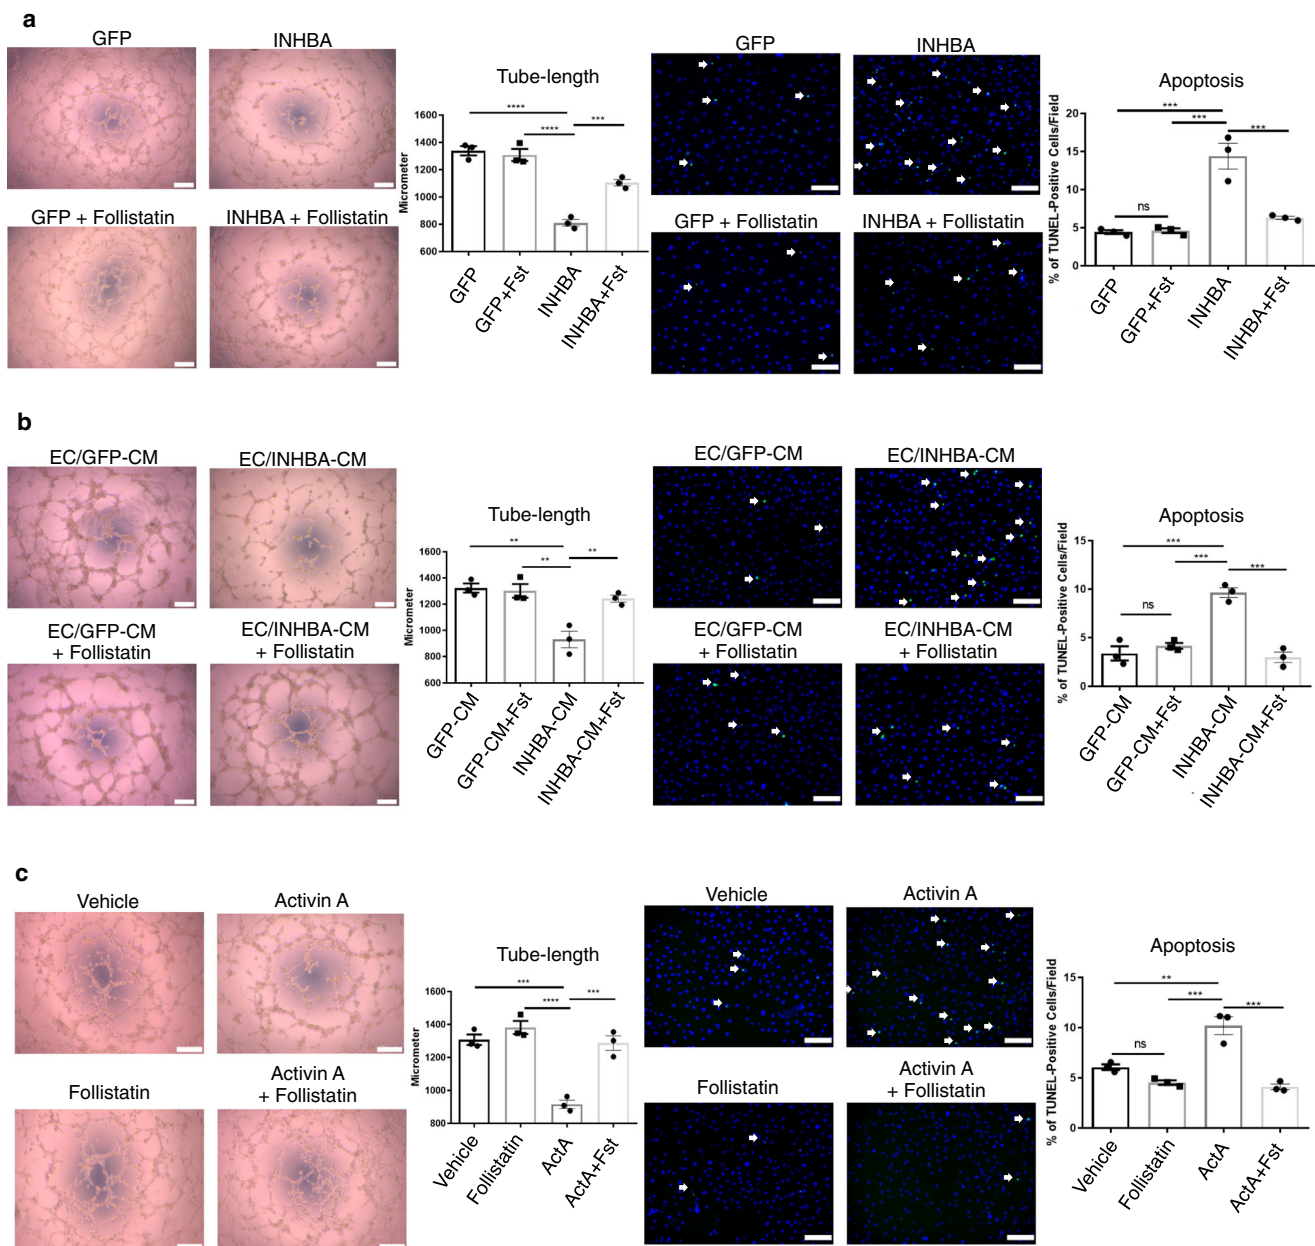 a
GFP
INHBA
GFP + Follistatin
INHBA + Follistatin
Tube-length
Micrometer
1600
1400
1200
1000
800
600
****
****
***
GFP
GFP+Fst
INHBA
INHBA+Fst
GFP
INHBA
GFP + Follistatin
INHBA + Follistatin
Apoptosis
% of TUNEL-Positive Cells/Field
20
15
10
5
0
***
***
***
ns
GFP
GFP+Fst
INHBA
INHBA+Fst
b
EC/GFP-CM
EC/INHBA-CM
EC/GFP-CM
+ Follistatin
EC/INHBA-CM
+ Follistatin
Tube-length
Micrometer
1600
1400
1200
1000
800
600
**
**
**
GFP-CM
GFP-CM+Fst
INHBA-CM
INHBA-CM+Fst
EC/GFP-CM
EC/INHBA-CM
EC/GFP-CM
+ Follistatin
EC/INHBA-CM
+ Follistatin
Apoptosis
% of TUNEL-Positive Cells/Field
15
10
5
0
***
***
***
ns
GFP-CM
GFP-CM+Fst
INHBA-CM
INHBA-CM+Fst
c
Vehicle
Activin A
Follistatin
Activin A
+ Follistatin
Tube-length
Micrometer
1600
1400
1200
1000
800
***
****
***
Vehicle
Follistatin
ActA
ActA+Fst
Vehicle
Activin A
Follistatin
Activin A
+ Follistatin
Apoptosis
% of TUNEL-Positive Cells/Field
15
10
5
0
**
***
***
ns
Vehicle
Follistatin
ActA
ActA+Fst